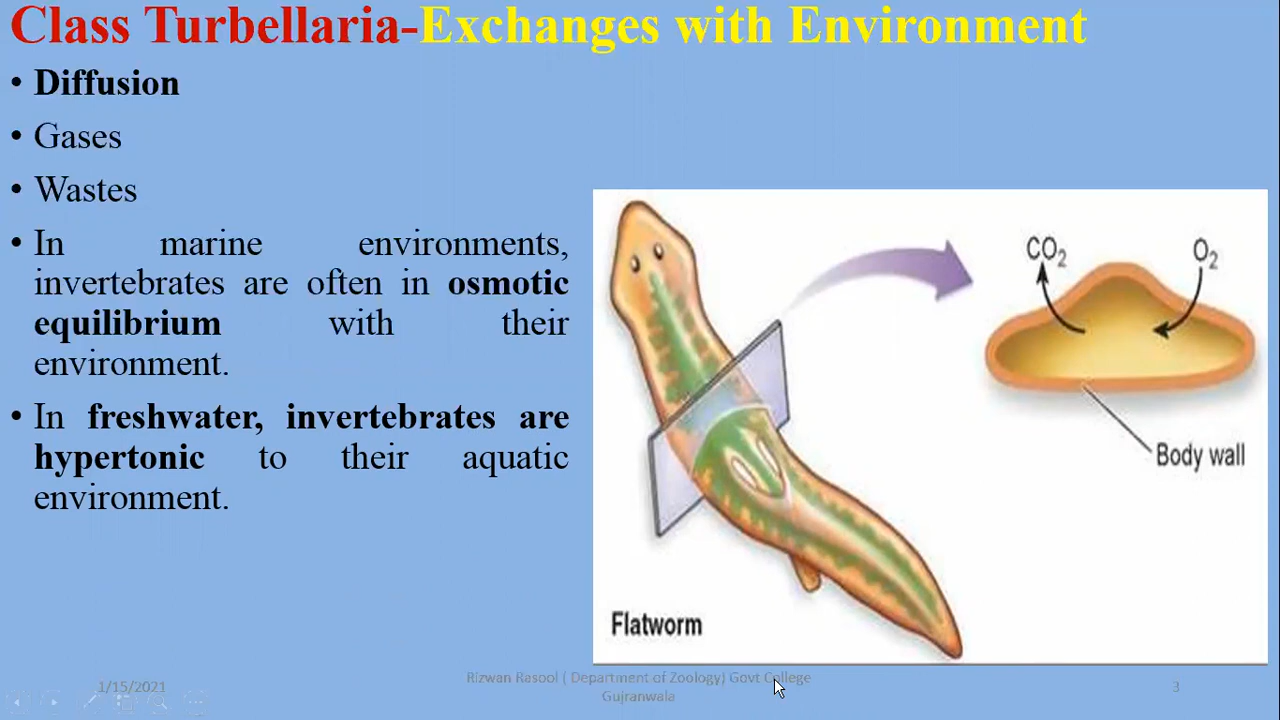 Class Turbellaria-Exchanges with Environment
• Diffusion
• Gases
• Wastes
• In marine environments,
invertebrates are often in osmotic
equilibrium with their
environment.
• In freshwater, invertebrates are
hypertonic to their aquatic
environment.
CO2
O2
Body wall
Flatworm
1/15/2021
Rizwan Rasool ( Department of Zoology) Govt College
Gujranwala
3